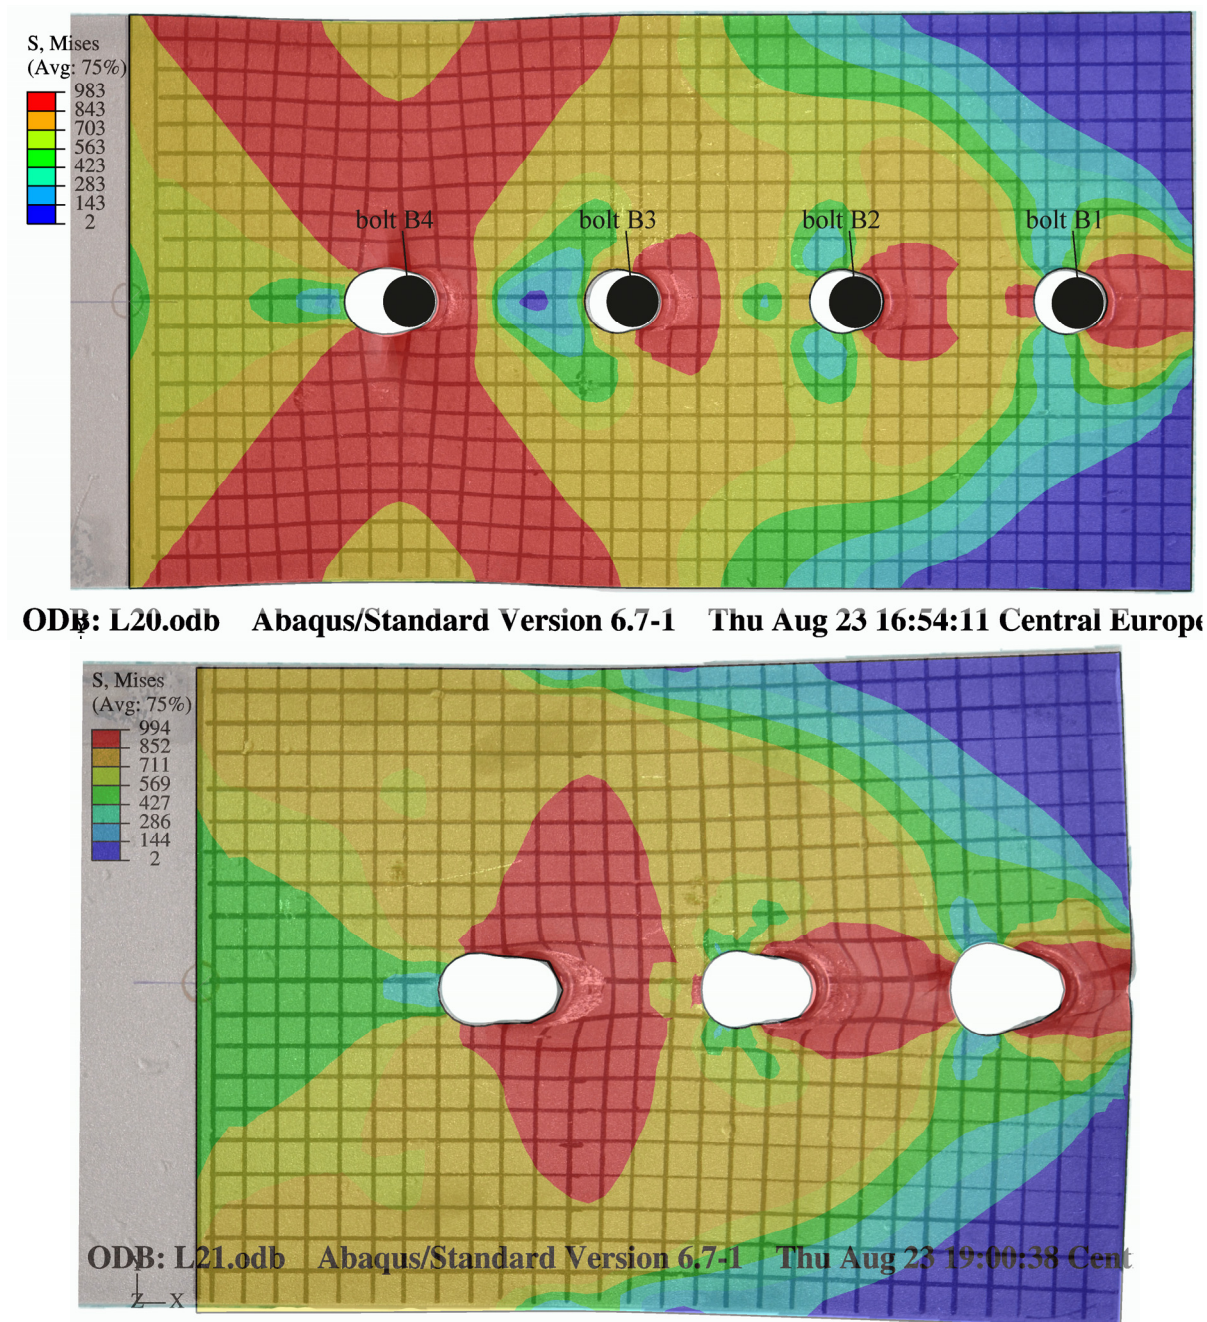 S, Mises
(Avg: 75%)
983
843
703
563
423
283
143
2
bolt B4
bolt B3
bolt B2
bolt B1
ODB: L20.odb Abaqus/Standard Version 6.7-1 Thu Aug 23 16:54:11 Central Europe
S, Mises
(Avg: 75%)
994
852
711
569
427
286
144
2
ODB: L21.odb Abaqus/Standard Version 6.7-1 Thu Aug 23 19:00:38 Cent
Y
Z X